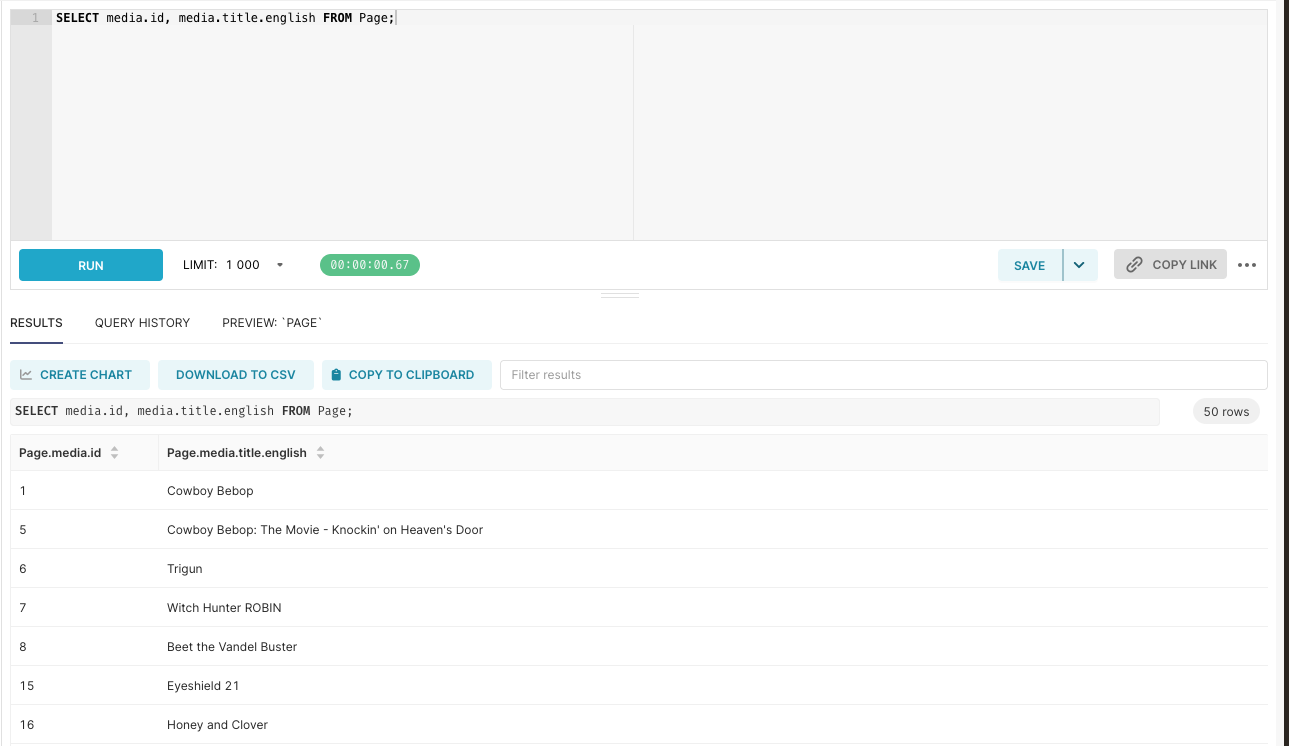 1 SELECT media.id, media.title.english FROM Page;
RUN LIMIT: 1 000 00:00:00.67 SAVE COPY LINK
RESULTS QUERY HISTORY PREVIEW: `PAGE`
CREATE CHART DOWNLOAD TO CSV COPY TO CLIPBOARD Filter results
SELECT media.id, media.title.english FROM Page; 50 rows
Page.media.id Page.media.title.english
1 Cowboy Bebop
5 Cowboy Bebop: The Movie - Knockin' on Heaven's Door
6 Trigun
7 Witch Hunter ROBIN
8 Beet the Vandel Buster
15 Eyeshield 21
16 Honey and Clover